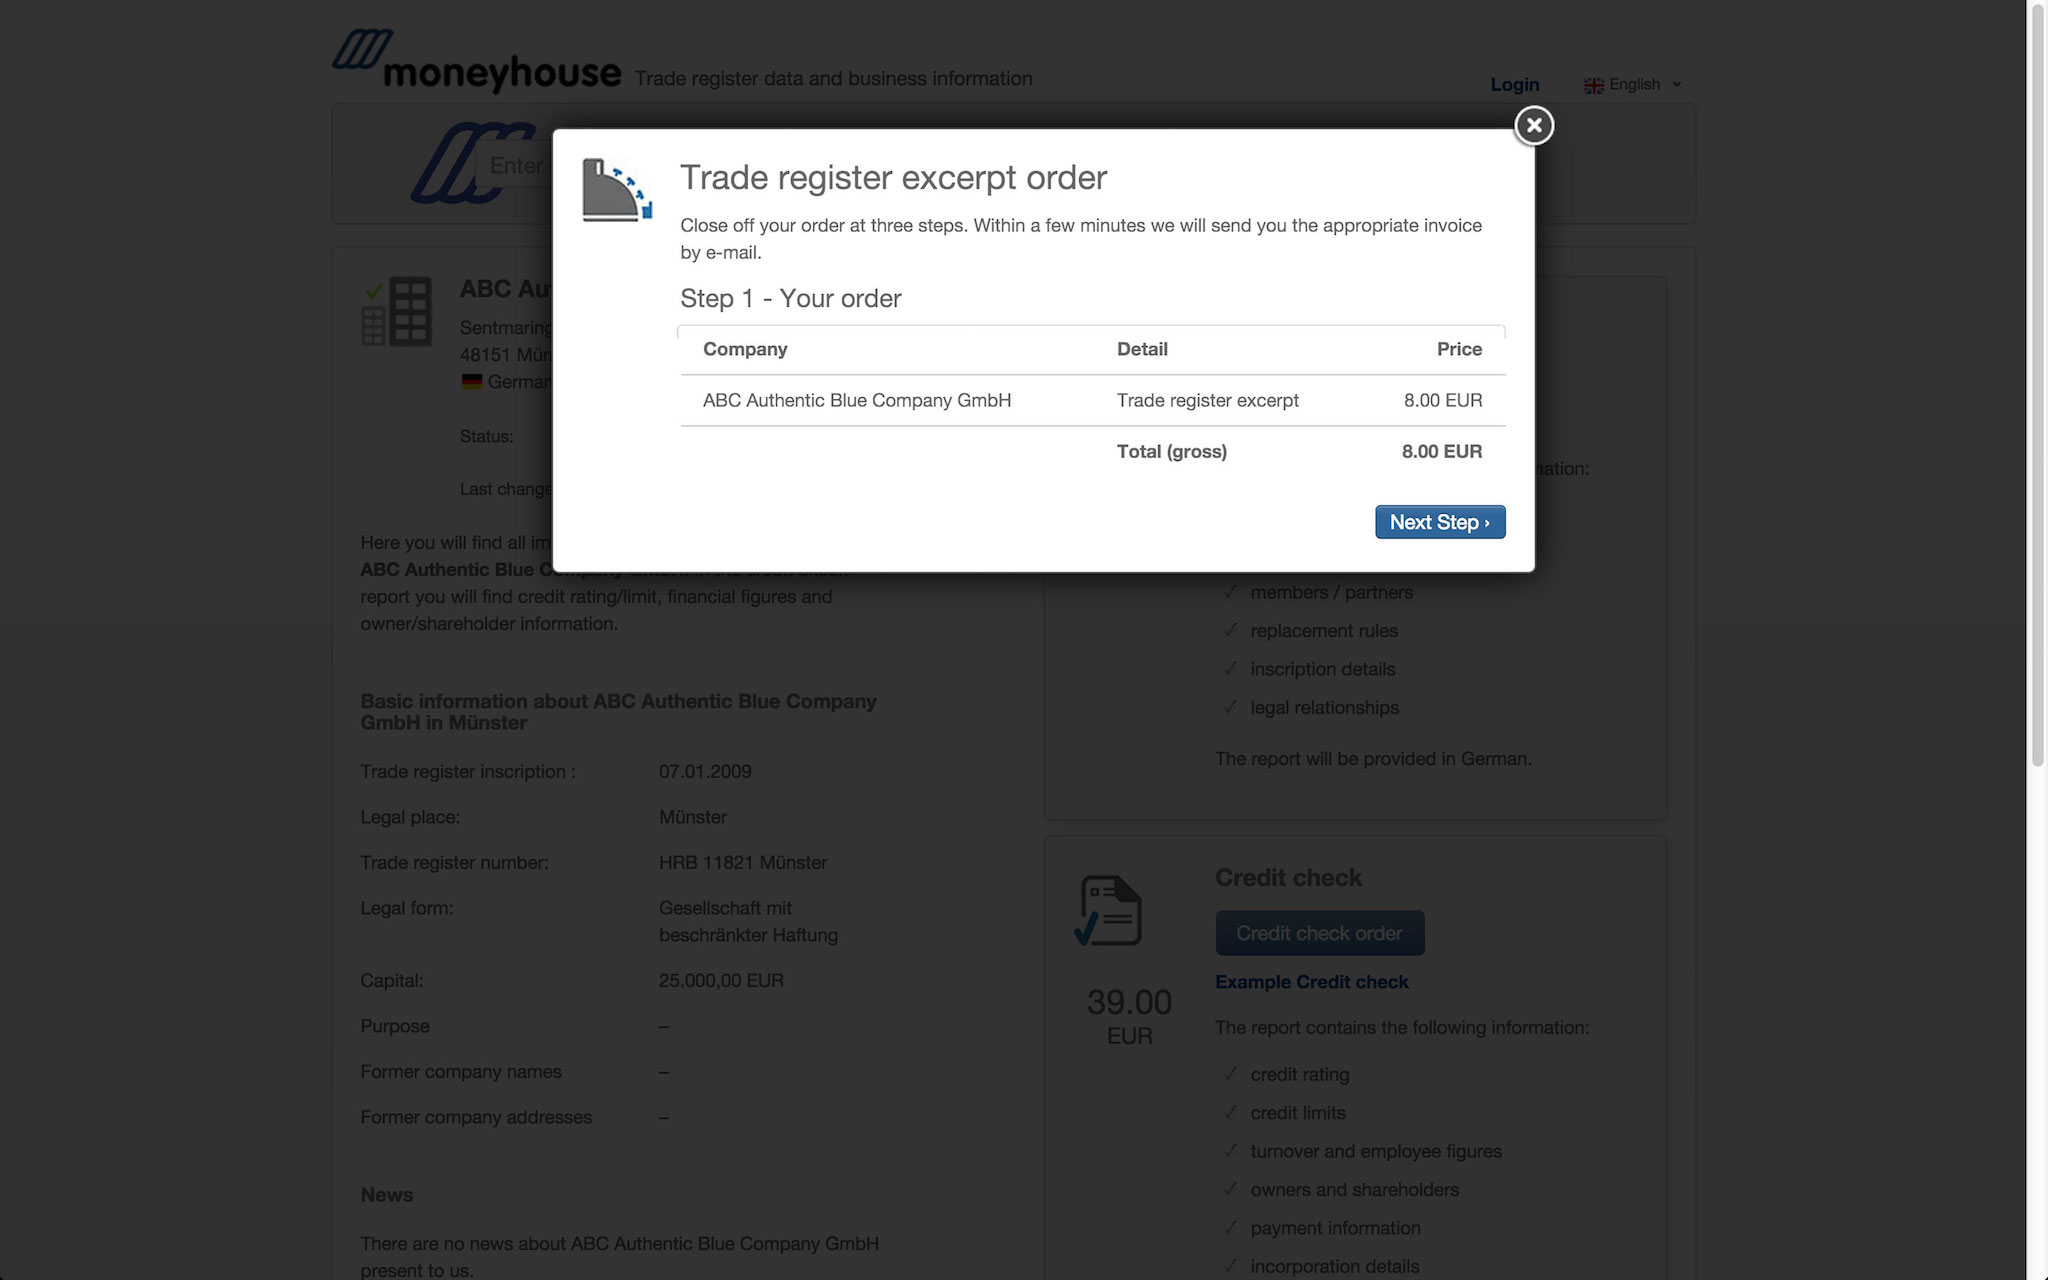 moneyhouse Trade register data and business information
Login
English
Enter
Trade register excerpt order
Close off your order at three steps. Within a few minutes we will send you the appropriate invoice
by e-mail.
Step 1 - Your order
Company Detail Price
ABC Authentic Blue Company GmbH Trade register excerpt 8.00 EUR
Total (gross) 8.00 EUR
Next Step ›
ABC Au
Sentmaring
48151 Mün
German
Status:
Last change
Here you will find all im
ABC Authentic Blue
report you will find credit rating/limit, financial figures and
owner/shareholder information.
Basic information about ABC Authentic Blue Company
GmbH in Münster
Trade register inscription : 07.01.2009
Legal place: Münster
Trade register number: HRB 11821 Münster
Legal form: Gesellschaft mit
beschränkter Haftung
Capital: 25.000,00 EUR
Purpose –
Former company names –
Former company addresses –
News
There are no news about ABC Authentic Blue Company GmbH
present to us.
mation:
members / partners
replacement rules
inscription details
legal relationships
The report will be provided in German.
Credit check
Credit check order
Example Credit check
39.00
EUR
The report contains the following information:
credit rating
credit limits
turnover and employee figures
owners and shareholders
payment information
incorporation details